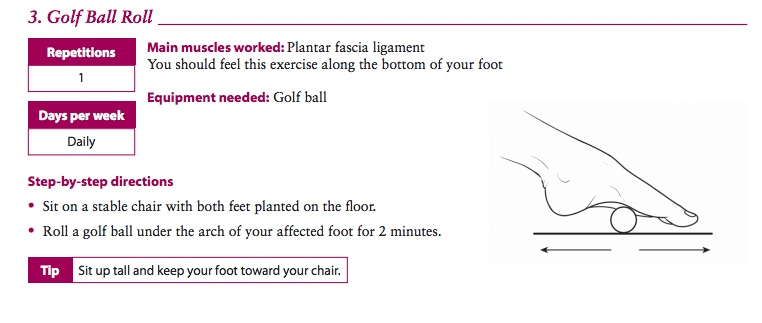 3. Golf Ball Roll
Repetitions
1
Days per week
Daily
Main muscles worked: Plantar fascia ligament
You should feel this exercise along the bottom of your foot
Equipment needed: Golf ball
Step-by-step directions
• Sit on a stable chair with both feet planted on the floor.
• Roll a golf ball under the arch of your affected foot for 2 minutes.
Tip Sit up tall and keep your foot toward your chair.